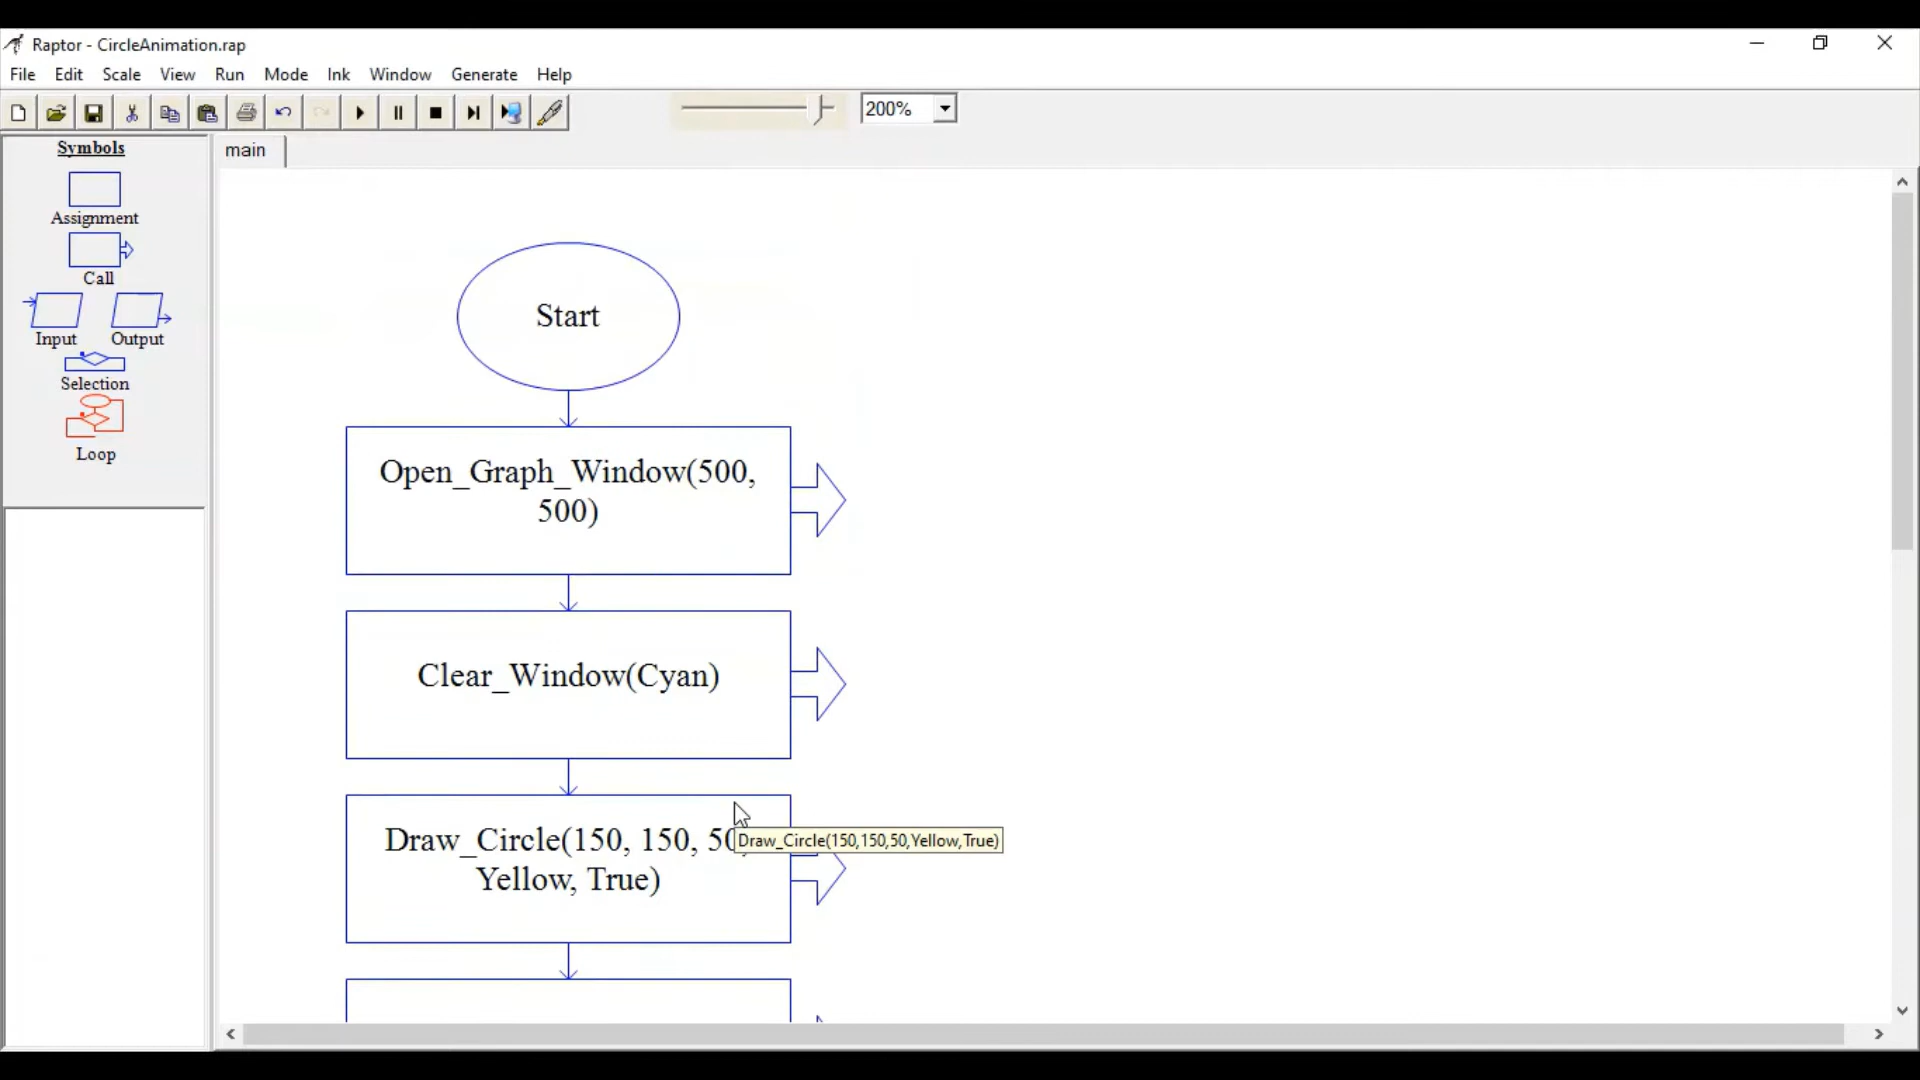 Raptor - CircleAnimation.rap
File Edit Scale View Run Mode Ink Window Generate Help
200%
Symbols
main
Assignment
Call
Input Output
Selection
Loop
Start
Open_Graph_Window(500,
500)
Clear_Window(Cyan)
Draw_Circle(150, 150, 50,
Yellow, True)
Draw_Circle(150,150,50,Yellow,True)